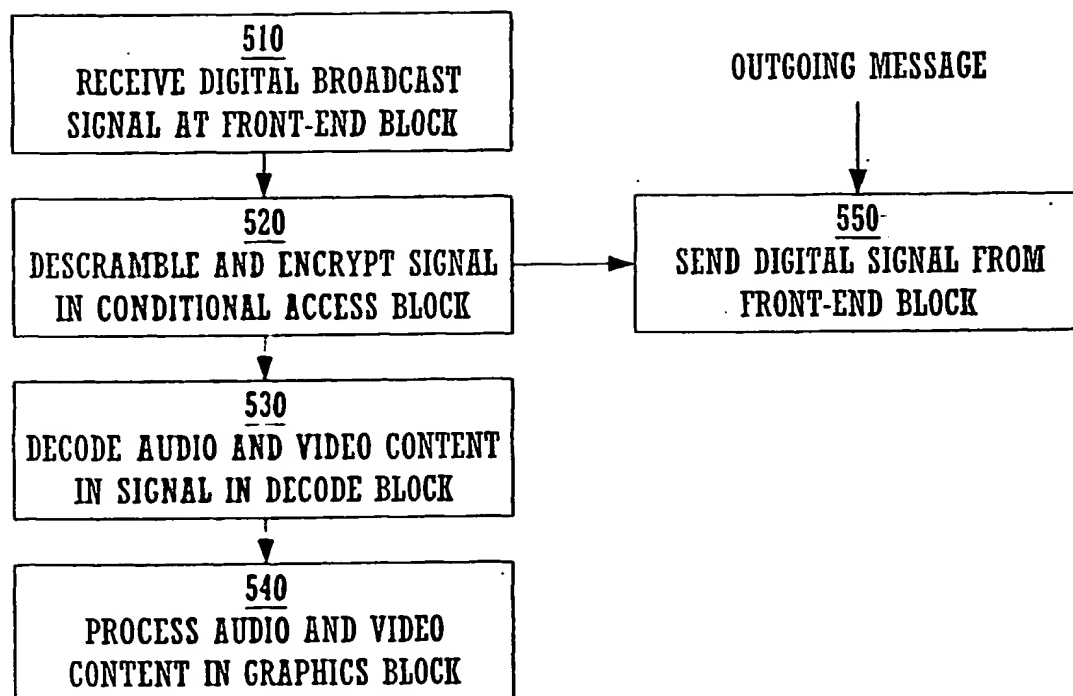 510
RECEIVE DIGITAL BROADCAST
SIGNAL AT FRONT-END BLOCK
520
DESCRAMBLE AND ENCRYPT SIGNAL
IN CONDITIONAL ACCESS BLOCK
530
DECODE AUDIO AND VIDEO CONTENT
IN SIGNAL IN DECODE BLOCK
540
PROCESS AUDIO AND VIDEO
CONTENT IN GRAPHICS BLOCK
OUTGOING MESSAGE
550
SEND DIGITAL SIGNAL FROM
FRONT-END BLOCK